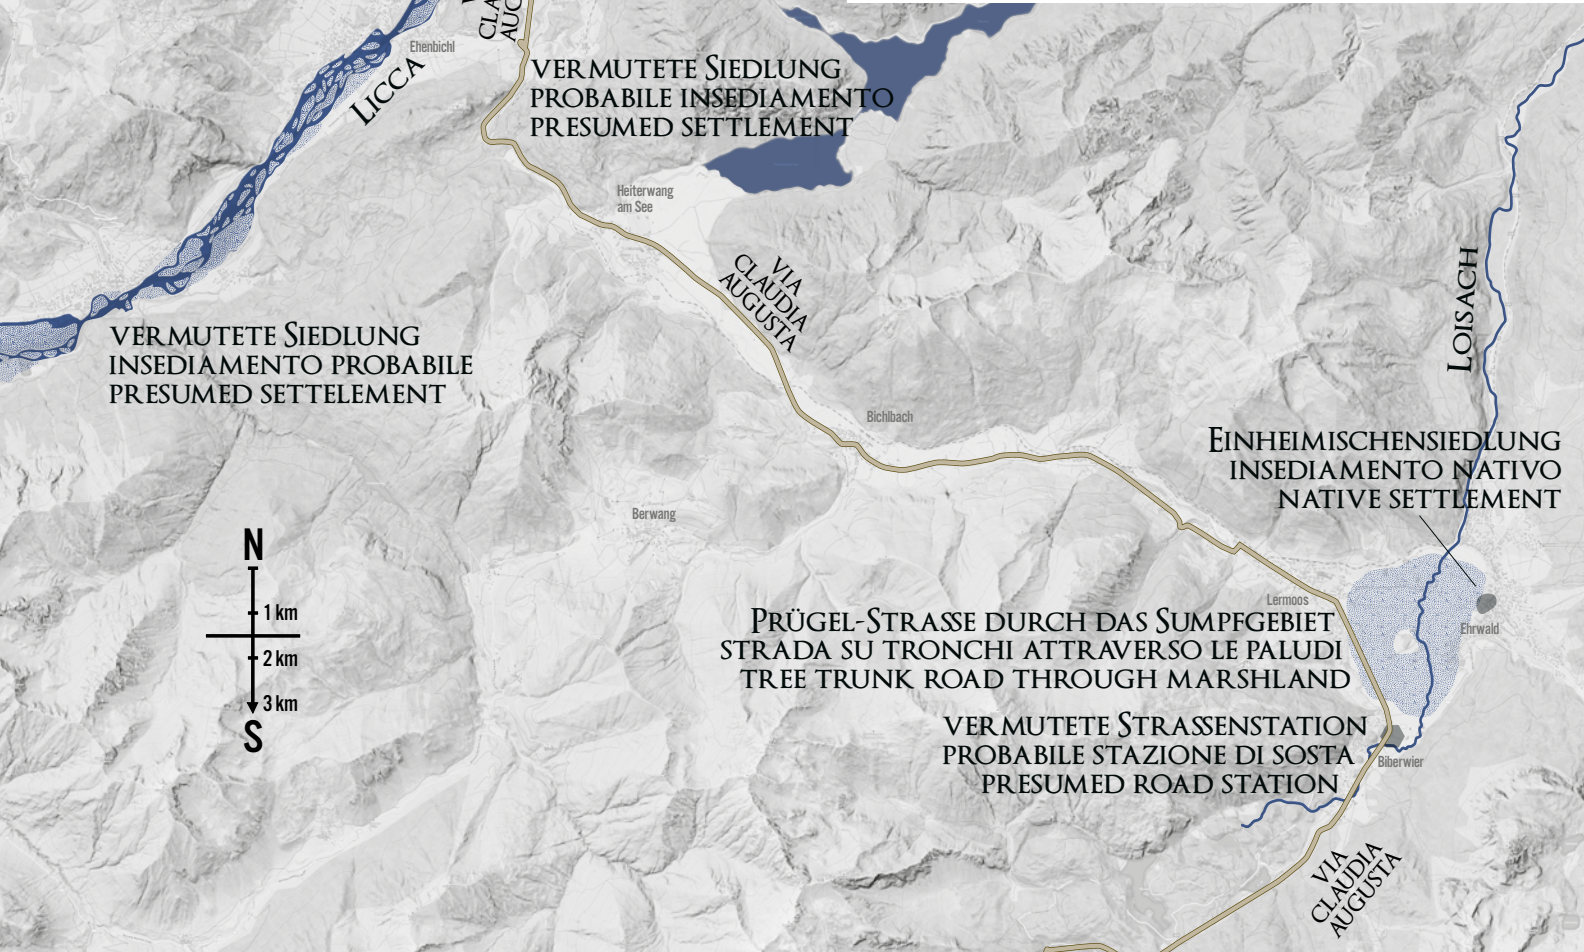 CLA
AUG
Ehenbichl
LICCA
VERMUTETE SIEDLUNG
PROBABILE INSEDIAMENTO
PRESUMED SETTLEMENT
Heiterwang
am See
VIA
CLAUDIA
AUGUSTA
LOISACH
VERMUTETE SIEDLUNG
INSEDIAMENTO PROBABILE
PRESUMED SETTELEMENT
Bichlbach
EINHEIMISCHENSIEDLUNG
INSEDIAMENTO NATIVO
NATIVE SETTLEMENT
Berwang
N
1 km
2 km
3 km
S
Lermoos
PRÜGEL-STRASSE DURCH DAS SUMPFGEBIET
STRADA SU TRONCHI ATTRAVERSO LE PALUDI
TREE TRUNK ROAD THROUGH MARSHLAND
Ehrwald
VERMUTETE STRASSENSTATION
PROBABILE STAZIONE DI SOSTA
PRESUMED ROAD STATION
Biberwier
VIA
CLAUDIA
AUGUSTA